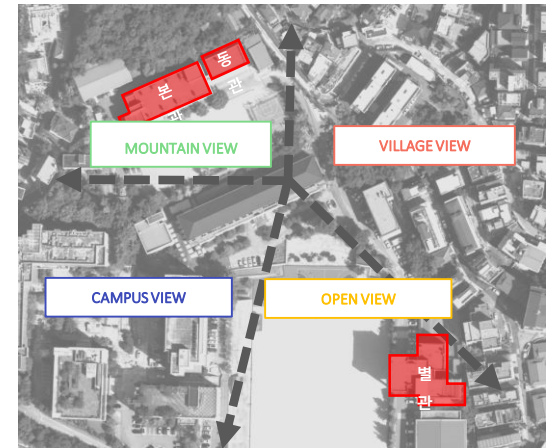 동
관
본
관
MOUNTAIN VIEW
VILLAGE VIEW
CAMPUS VIEW
OPEN VIEW
별
관